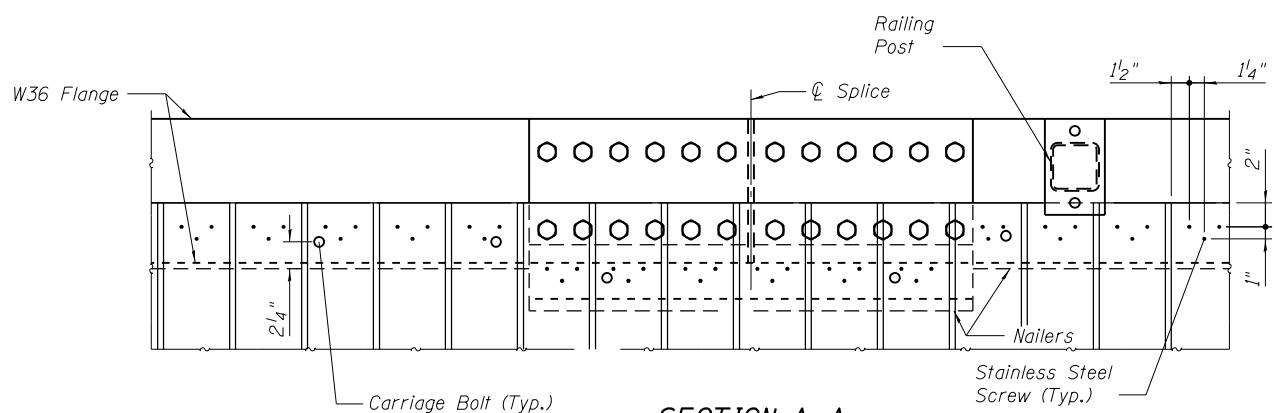 Railing
Post
1½" 1¼"
W36 Flange
℄ Splice
2"
1"
2¼"
Nailers
Stainless Steel
Screw (Typ.)
Carriage Bolt (Typ.)